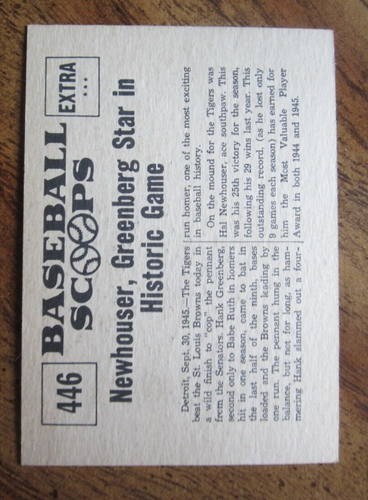 446
BASEBALL
SCOOPS
EXTRA
...
Newhouser, Greenberg Star in
Historic Game
Detroit, Sept. 30, 1945.—The Tigers
beat the St. Louis Browns today in
a wild finish to "cop" the pennant
from the Senators. Hank Greenberg,
second only to Babe Ruth in homers
hit in one season, came to bat in
the last half of the ninth, bases
loaded and the Browns leading by
one run. The pennant hung in the
balance, but not for long, as ham-
mering Hank slammed out a four-
run homer, one of the most exciting
in baseball history.
On the mound for the Tigers was
Hal Newhouser, ace southpaw. This
was his 25th victory for the season,
following his 29 wins last year. This
outstanding record, (as he lost only
9 games each season) has earned for
him the Most Valuable Player
Award in both 1944 and 1945.